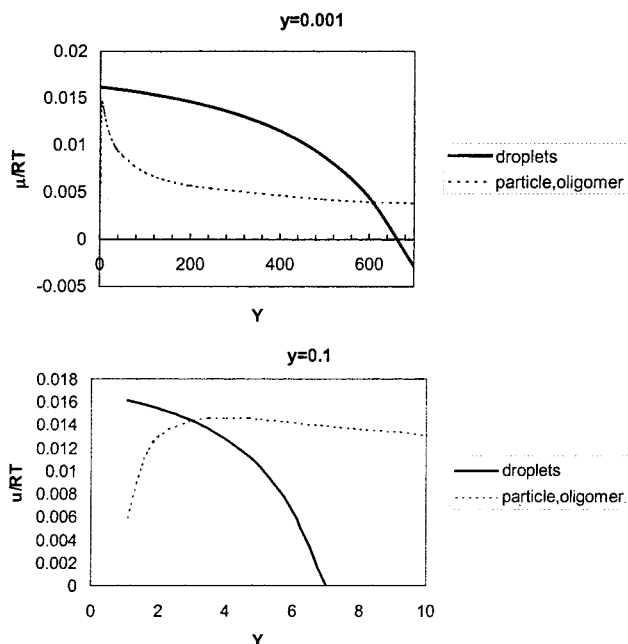 y=0.001
0.02
0.015
0.01
0.005
0
-0.005
μ/RT
0 200 400 600
Y
droplets
particle,oligomer
y=0.1
0.018
0.016
0.014
0.012
0.01
0.008
0.006
0.004
0.002
0
u/RT
0 2 4 6 8 10
Y
droplets
particle,oligomer